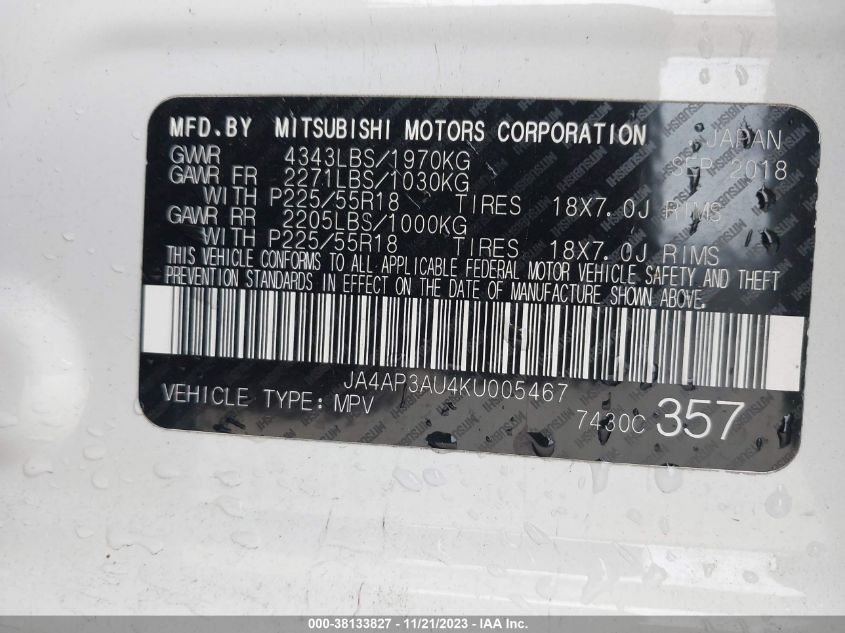 MFD.BY MITSUBISHI MOTORS CORPORATION JAPAN
GWR 4343LBS/1970KG SEP 2018
GAWR FR 2271LBS/1030KG
WITH P225/55R18 TIRES 18X7.0J RIMS
GAWR RR 2205LBS/1000KG
WITH P225/55R18 TIRES 18X7.0J RIMS
THIS VEHICLE CONFORMS TO ALL APPLICABLE FEDERAL MOTOR VEHICLE SAFETY AND THEFT
PREVENTION STANDARDS IN EFFECT ON THE DATE OF MANUFACTURE SHOWN ABOVE.
JA4AP3AU4KU005467
VEHICLE TYPE: MPV 7430C 357
000-38133827 - 11/21/2023 - IAA Inc.